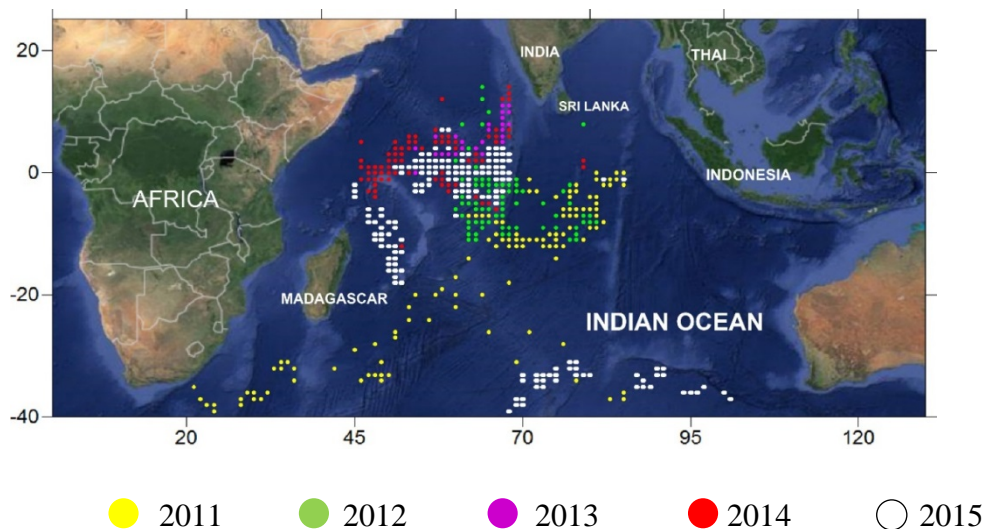 20
INDIA
THAI
SRI LANKA
0
AFRICA
INDONESIA
-20
MADAGASCAR
INDIAN OCEAN
-40
20 45 70 95 120
2011 2012 2013 2014 2015